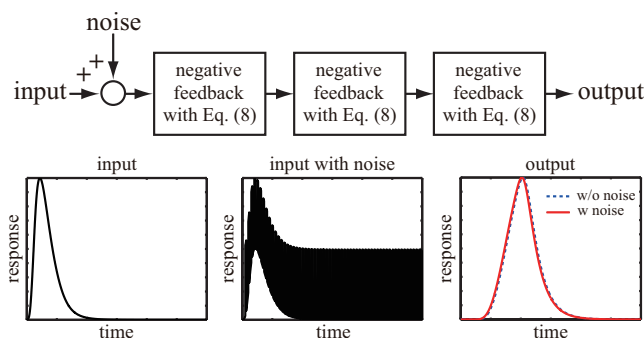 noise
+ +
input
negative
feedback
with Eq. (8)
negative
feedback
with Eq. (8)
negative
feedback
with Eq. (8)
output
input
input with noise
output
response
response
response
w/o noise
w noise
time
time
time